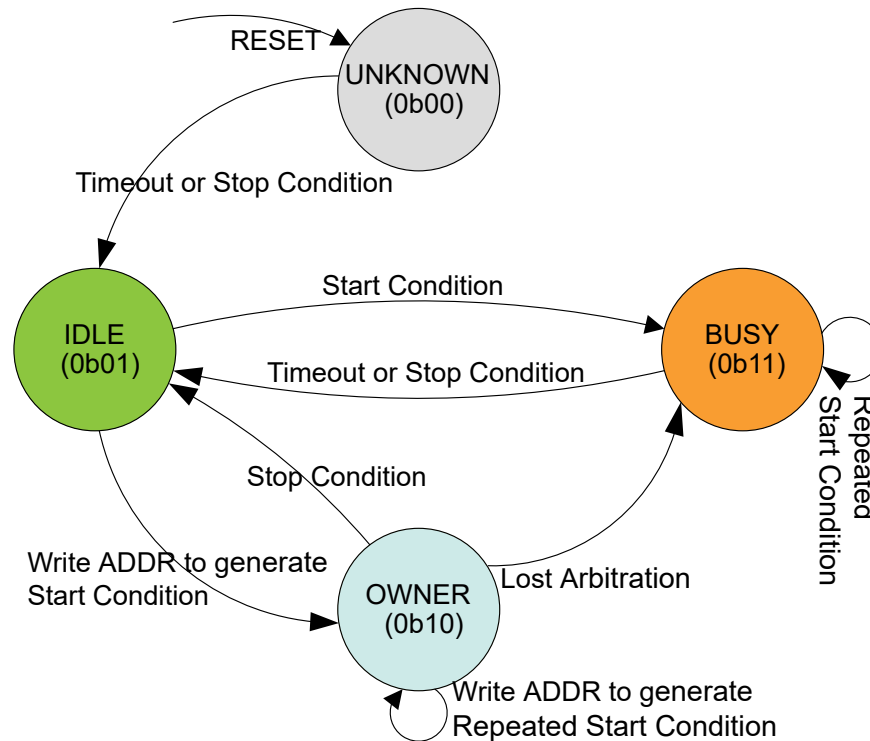 RESET
UNKNOWN
(0b00)
Timeout or Stop Condition
Start Condition
IDLE
(0b01)
BUSY
(0b11)
Timeout or Stop Condition
Repeated
Start Condition
Stop Condition
Write ADDR to generate
Start Condition
Lost Arbitration
OWNER
(0b10)
Write ADDR to generate
Repeated Start Condition